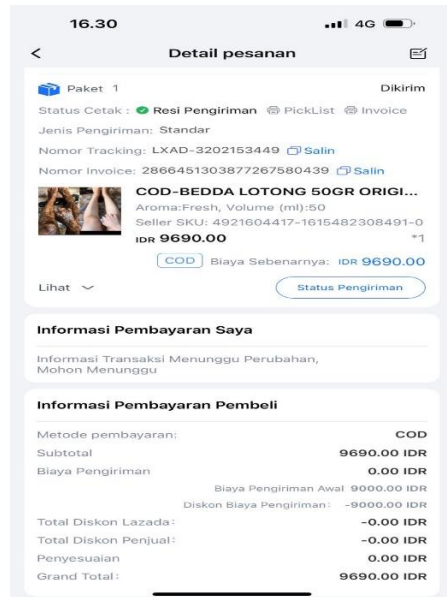 16.30
4G
Detail pesanan
Paket 1 Dikirim
Status Cetak : Resi Pengiriman PickList Invoice
Jenis Pengiriman: Standar
Nomor Tracking: LXAD-3202153449 Salin
Nomor Invoice: 2866451303877267580439 Salin
COD-BEDDA LOTONG 50GR ORIGI...
Aroma:Fresh, Volume (ml):50
Seller SKU: 4921604417-1615482308491-0
IDR 9690.00 *1
COD Biaya Sebenarnya: IDR 9690.00
Lihat Status Pengiriman
Informasi Pembayaran Saya
Informasi Transaksi Menunggu Perubahan,
Mohon Menunggu
Informasi Pembayaran Pembeli
Metode pembayaran: COD
Subtotal 9690.00 IDR
Biaya Pengiriman 0.00 IDR
Biaya Pengiriman Awal 9000.00 IDR
Diskon Biaya Pengiriman: -9000.00 IDR
Total Diskon Lazada: -0.00 IDR
Total Diskon Penjual: -0.00 IDR
Penyesuaian 0.00 IDR
Grand Total: 9690.00 IDR